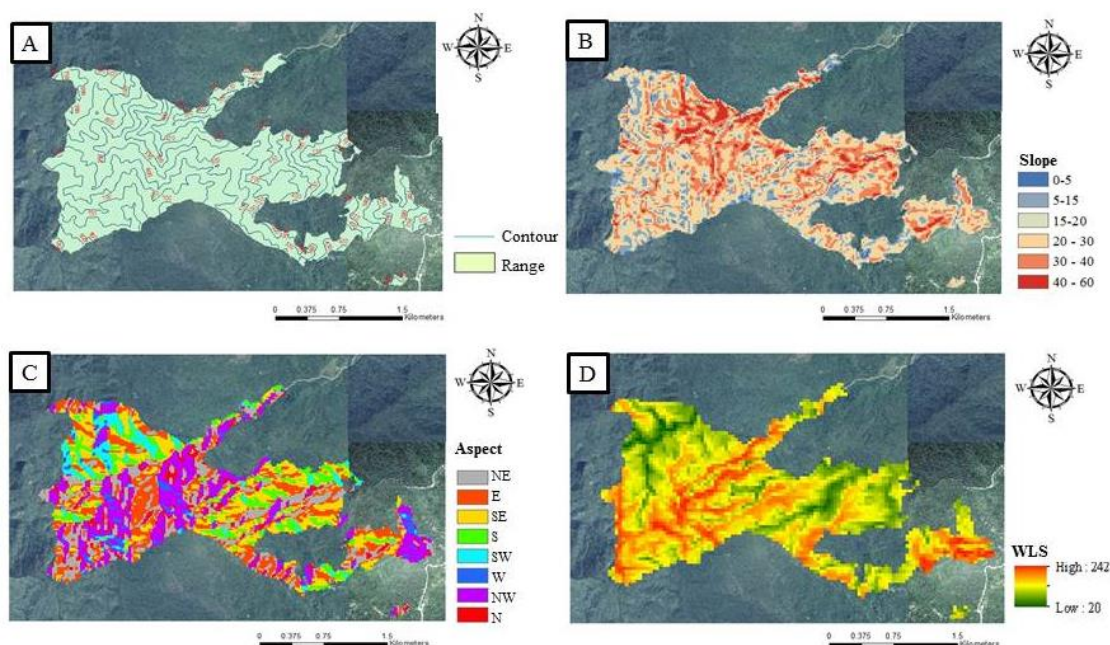 A
N
W
E
S
Contour
Range
0 0.375 0.75 1.5
Kilometers
B
N
W
E
S
Slope
0-5
5-15
15-20
20 - 30
30 - 40
40 - 60
0 0.375 0.75 1.5
Kilometers
C
N
W
E
S
Aspect
NE
E
SE
S
SW
W
NW
N
0 0.375 0.75 1.5
Kilometers
D
N
W
E
S
WLS
High : 242
Low : 20
0 0.375 0.75 1.5
Kilometers